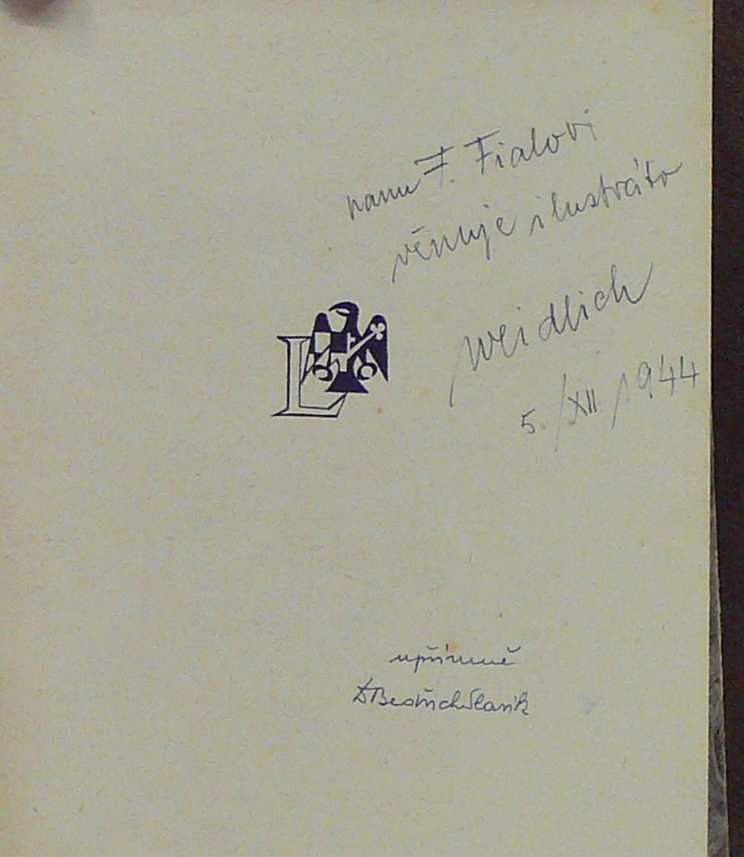 panu F. Fialovi
věnuje ilustrátor
Weidlich
5./XII/1944
L
upřímně
Dr Bedřich Slavík